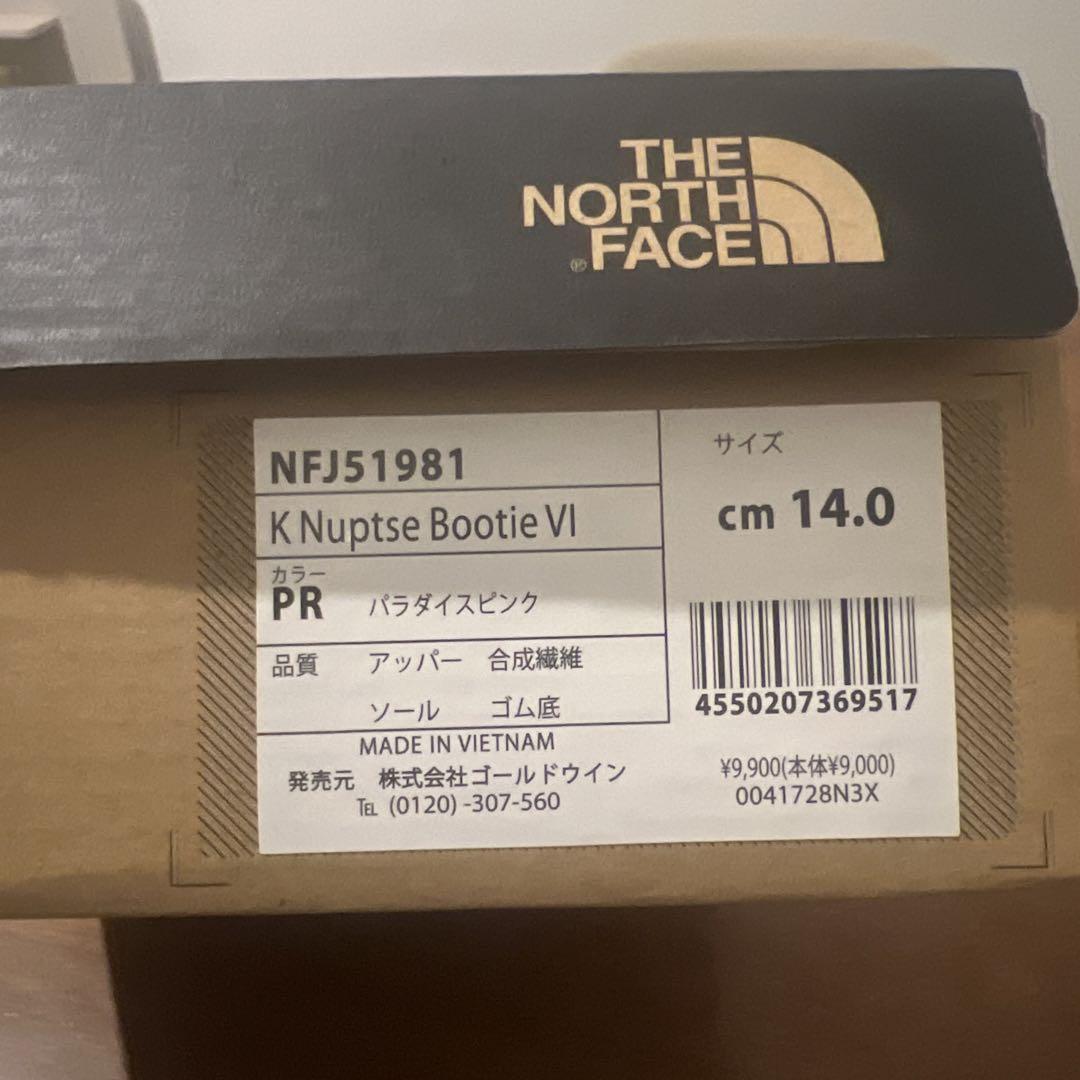 THE
NORTH
FACE
NFJ51981
K Nuptse Bootie VI
カラー
PR パラダイスピンク
品質 アッパー 合成繊維
ソール ゴム底
MADE IN VIETNAM
発売元 株式会社ゴールドウイン
TEL (0120) -307-560
サイズ
cm 14.0
4550207369517
¥9,900(本体¥9,000)
0041728N3X